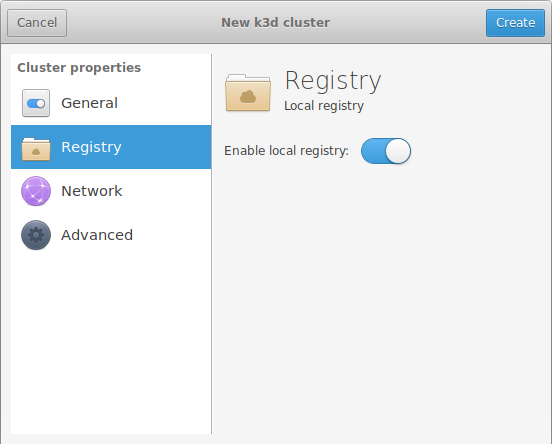 Cancel
New k3d cluster
Create
Cluster properties
General
Registry
Network
Advanced
Registry
Local registry
Enable local registry: